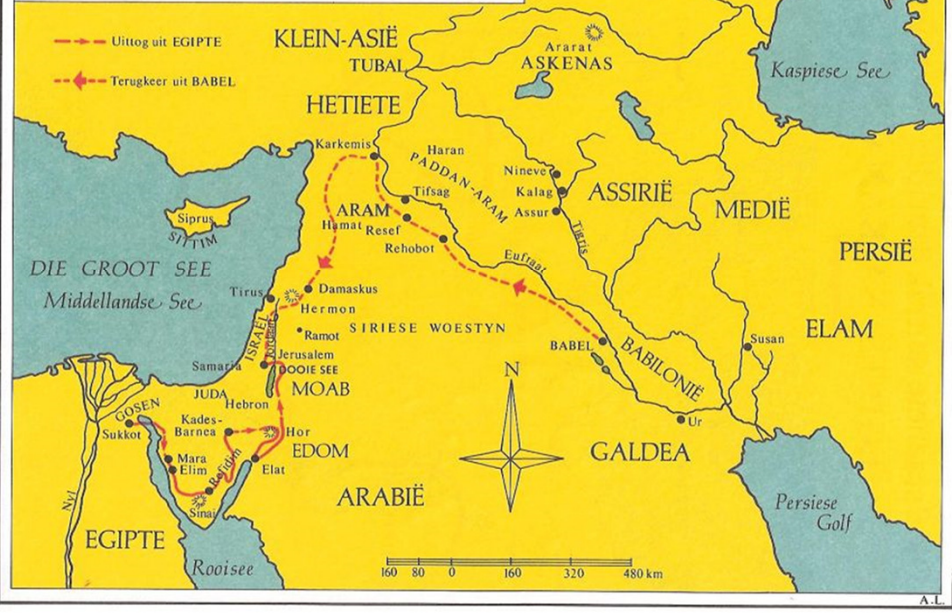 Uittog uit EGIPTE
Terugkeer uit BABEL
KLEIN-ASIË
TUBAL
HETIETE
Ararat
ASKENAS
Kaspiese See
Karkemis
Haran
PADDAN-ARAM
Nineve
Kalag
Assur
ASSIRIË
MEDIË
Tifsag
ARAM
Hamat
Resef
Rehobot
Tigris
Siprus
SITTIM
PERSIË
DIE GROOT SEE
Middellandse See
Eufraat
Tirus
Damaskus
Hermon
Ramot
SIRIESE WOESTYN
ELAM
ISRAEL
Jordaan
Susan
BABEL
BABILONIË
Samaria
Jerusalem
DOOIE SEE
MOAB
N
JUDA
Hebron
GOSEN
Sukkot
Kades-
Barnea
Hor
EDOM
Ur
GALDEA
Mara
Elim
Refidim
Elat
Sinai
ARABIË
Nyl
EGIPTE
Rooisee
Persiese
Golf
160 80 0 160 320 480 km
A.L.